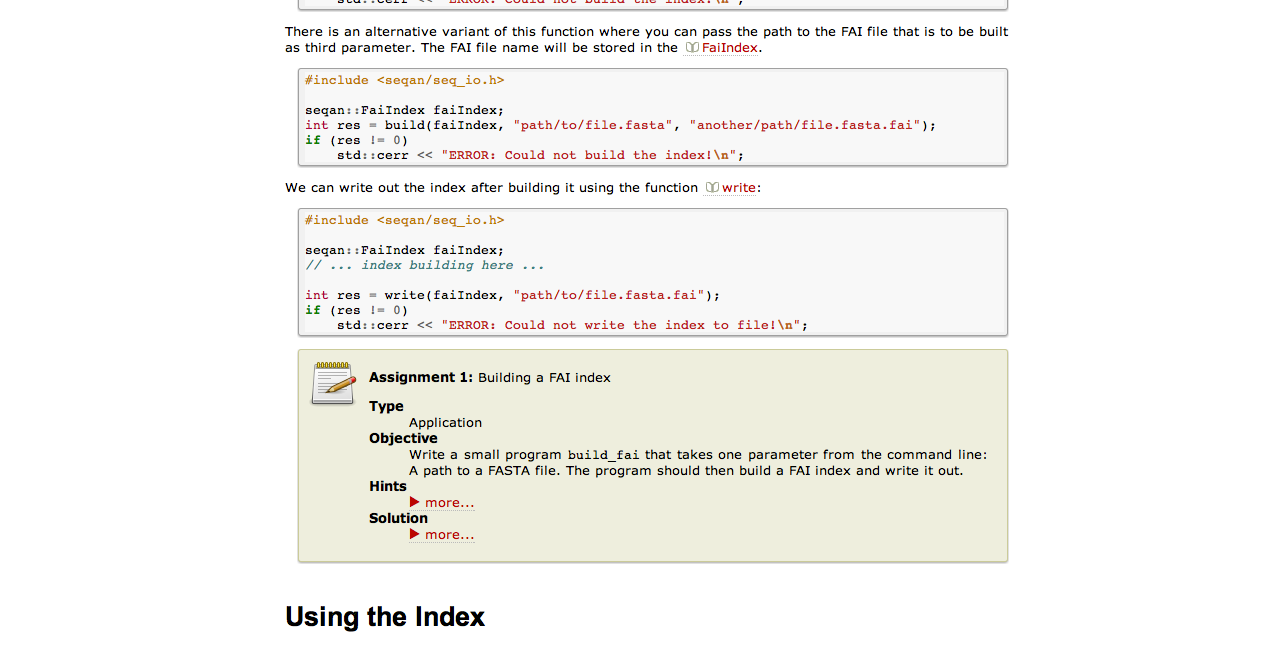 std::cerr << "ERROR: Could not build the index!\n";
There is an alternative variant of this function where you can pass the path to the FAI file that is to be built
as third parameter. The FAI file name will be stored in the FaiIndex.
#include <seqan/seq_io.h>
seqan::FaiIndex faiIndex;
int res = build(faiIndex, "path/to/file.fasta", "another/path/file.fasta.fai");
if (res != 0)
    std::cerr << "ERROR: Could not build the index!\n";
We can write out the index after building it using the function write:
#include <seqan/seq_io.h>
seqan::FaiIndex faiIndex;
// ... index building here ...
int res = write(faiIndex, "path/to/file.fasta.fai");
if (res != 0)
    std::cerr << "ERROR: Could not write the index to file!\n";
Assignment 1: Building a FAI index
Type
Application
Objective
Write a small program build_fai that takes one parameter from the command line:
A path to a FASTA file. The program should then build a FAI index and write it out.
Hints
▶ more...
Solution
▶ more...
Using the Index